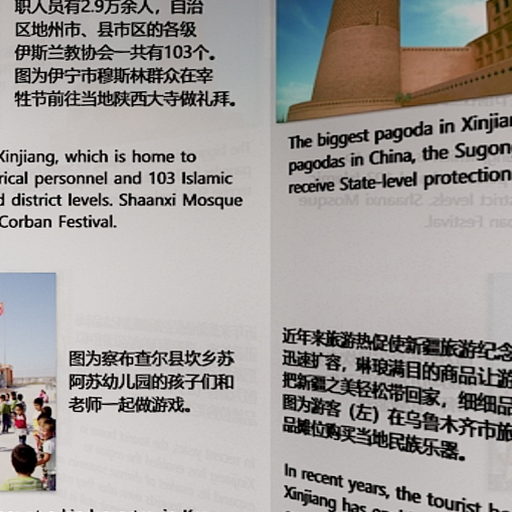 职人员有2.9万余人，自治
区地州市、县市区的各级
伊斯兰教协会一共有103个。
图为伊宁市穆斯林群众在宰
牲节前往当地陕西大寺做礼拜。
Xinjiang, which is home to
rical personnel and 103 Islamic
d district levels. Shaanxi Mosque
Corban Festival.
图为察布查尔县坎乡苏
阿苏幼儿园的孩子们和
老师一起做游戏。
The biggest pagoda in Xinjian
pagodas in China, the Sugon
receive State-level protection
近年来旅游热促使新疆旅游纪念
迅速扩容，琳琅满目的商品让游
把新疆之美轻松带回家，细细品
图为游客（左）在乌鲁木齐市旅
品摊位购买当地民族乐器。
In recent years, the tourist
Xinjiang has